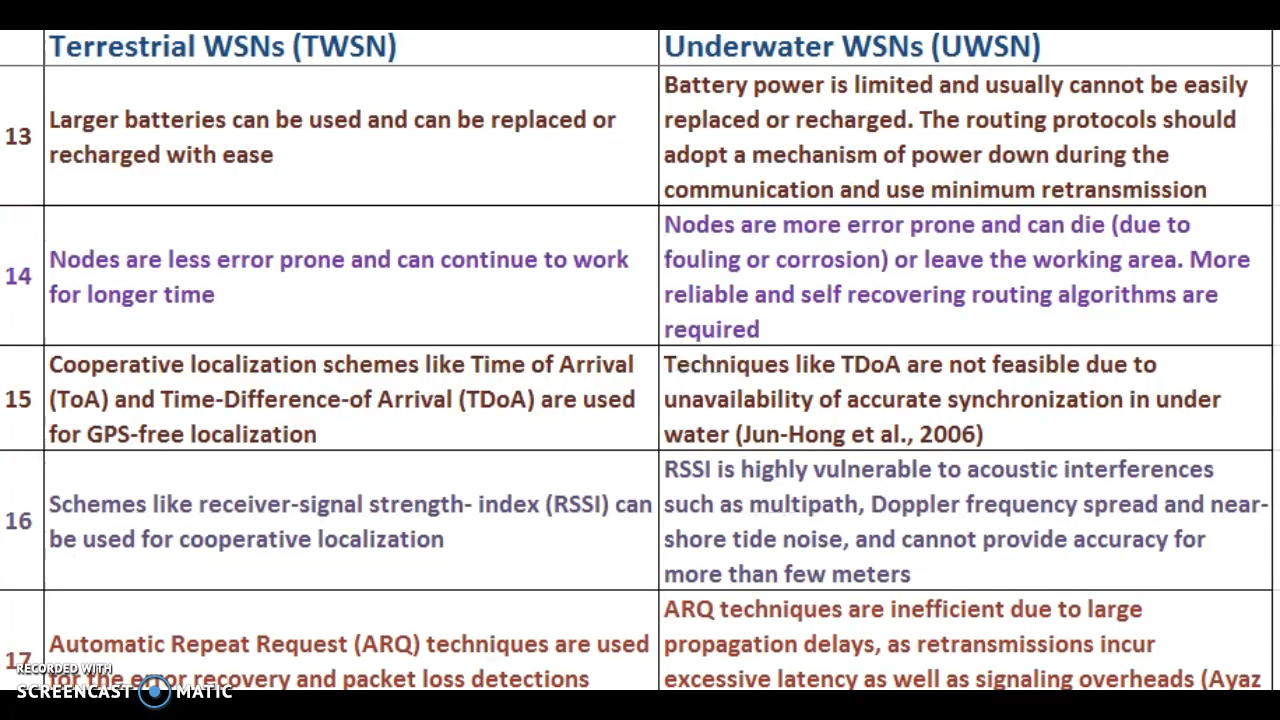 Terrestrial WSNs (TWSN)
Underwater WSNs (UWSN)
13
Larger batteries can be used and can be replaced or
recharged with ease
Battery power is limited and usually cannot be easily
replaced or recharged. The routing protocols should
adopt a mechanism of power down during the
communication and use minimum retransmission
14
Nodes are less error prone and can continue to work
for longer time
Nodes are more error prone and can die (due to
fouling or corrosion) or leave the working area. More
reliable and self recovering routing algorithms are
required
15
Cooperative localization schemes like Time of Arrival
(ToA) and Time-Difference-of Arrival (TDoA) are used
for GPS-free localization
Techniques like TDoA are not feasible due to
unavailability of accurate synchronization in under
water (Jun-Hong et al., 2006)
16
Schemes like receiver-signal strength- index (RSSI) can
be used for cooperative localization
RSSI is highly vulnerable to acoustic interferences
such as multipath, Doppler frequency spread and near-
shore tide noise, and cannot provide accuracy for
more than few meters
17
Automatic Repeat Request (ARQ) techniques are used
for the error recovery and packet loss detections
ARQ techniques are inefficient due to large
propagation delays, as retransmissions incur
excessive latency as well as signaling overheads (Ayaz
RECORDED WITH
SCREENCAST MATIC